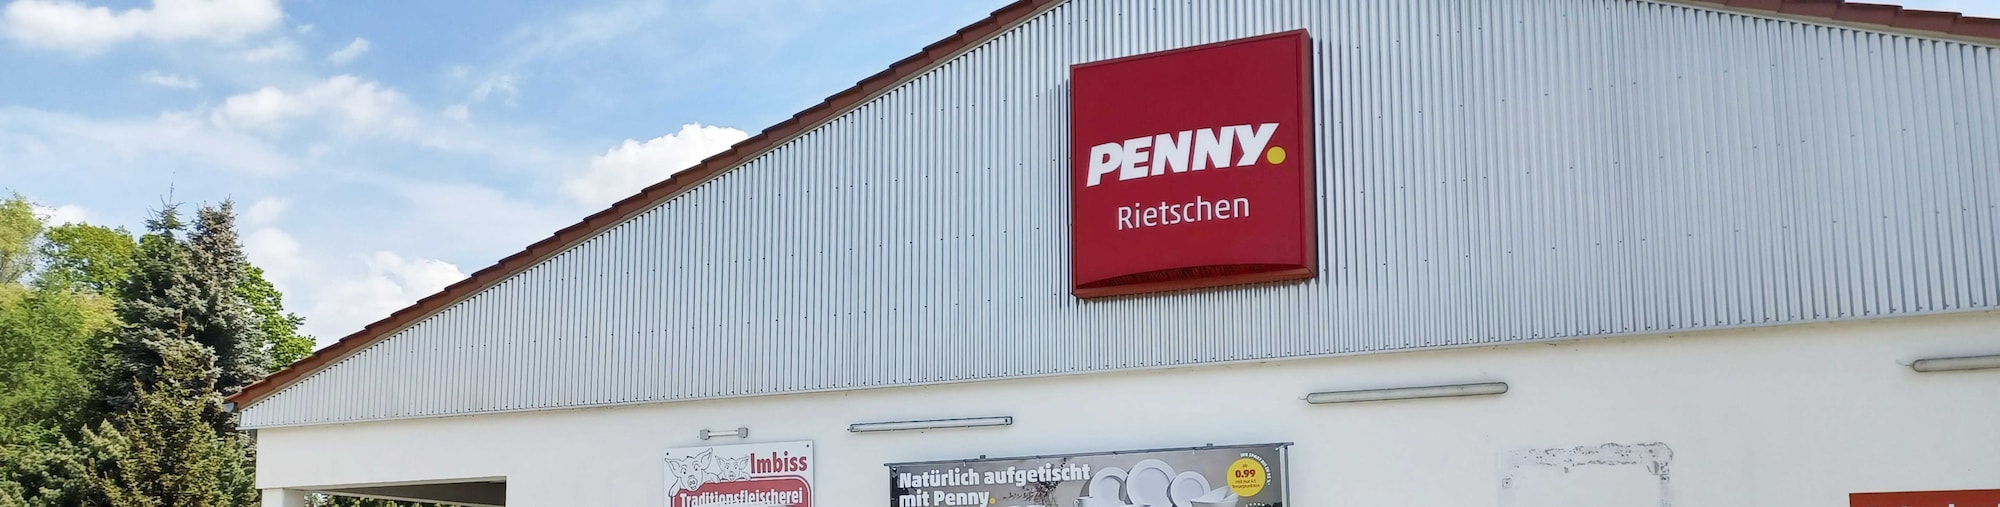 PENNY.
Rietschen
Imbiss
Traditionsfleischerei
Natürlich aufgetischt
mit Penny.
0.99